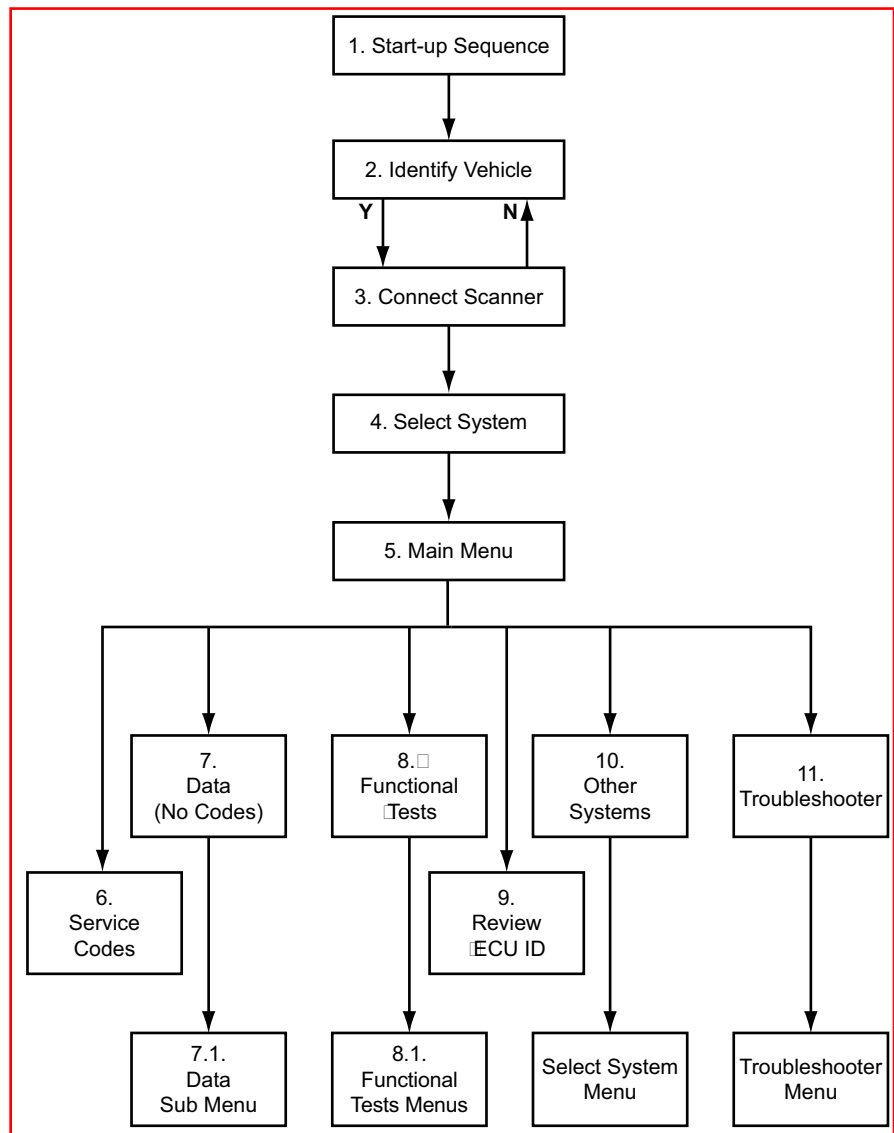 1. Start-up Sequence
2. Identify Vehicle
Y
N
3. Connect Scanner
4. Select System
5. Main Menu
7.
Data
(No Codes)
8.
Functional
Tests
10.
Other
Systems
11.
Troubleshooter
6.
Service
Codes
9.
Review
ECU ID
7.1.
Data
Sub Menu
8.1.
Functional
Tests Menus
Select System
Menu
Troubleshooter
Menu